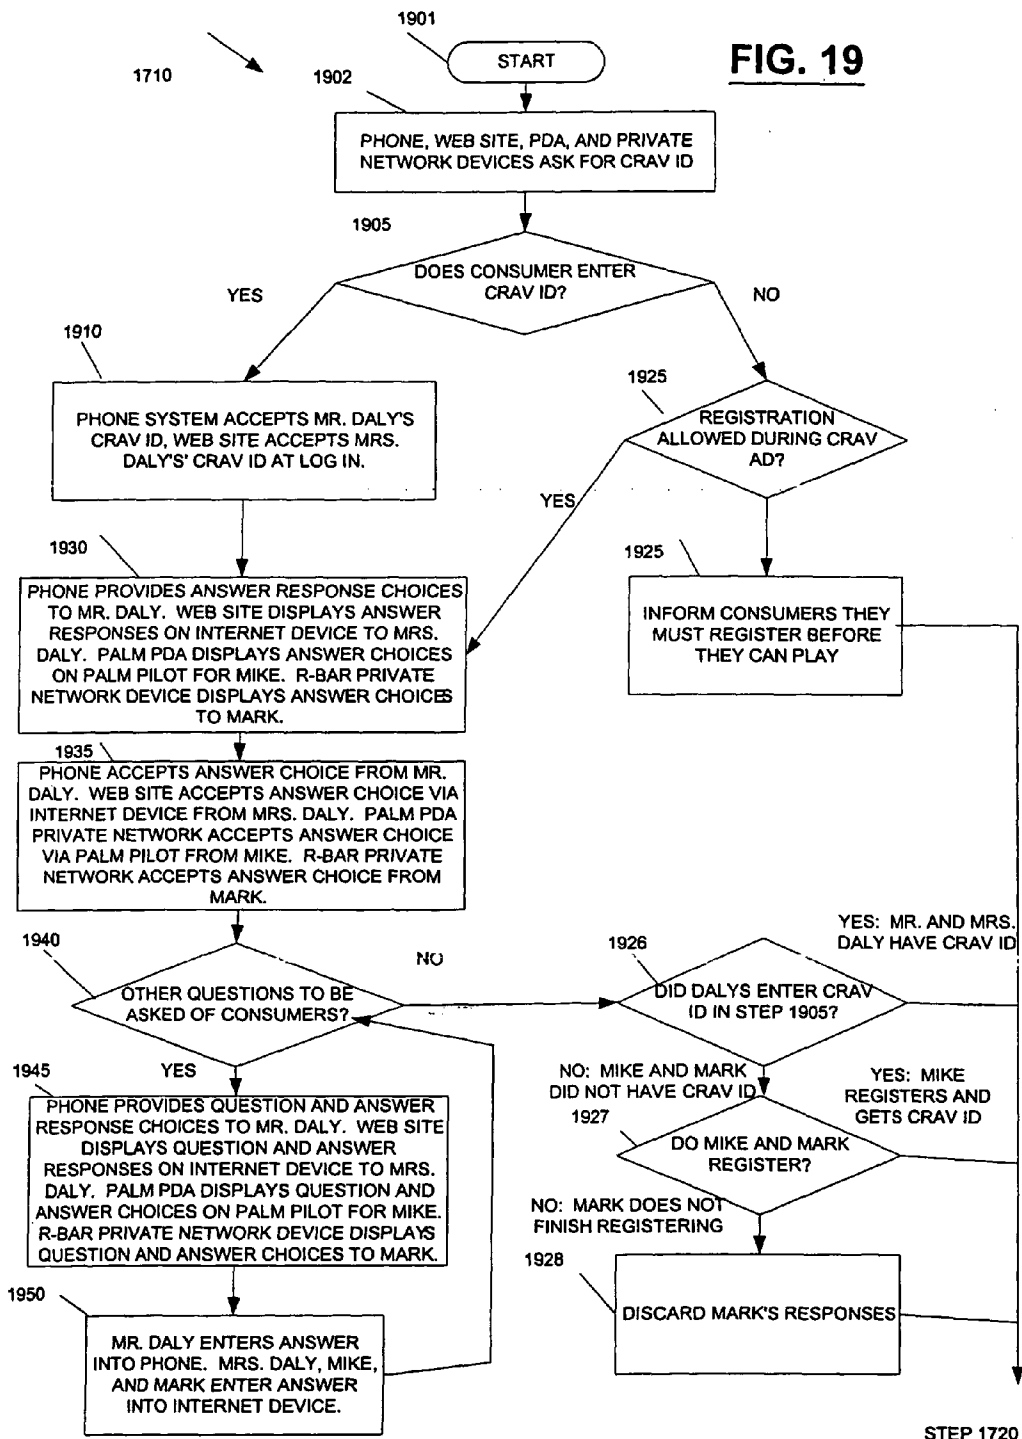 1901
START
FIG. 19
1710
1902
PHONE, WEB SITE, PDA, AND PRIVATE
NETWORK DEVICES ASK FOR CRAV ID
1905
DOES CONSUMER ENTER
CRAV ID?
YES
NO
1910
PHONE SYSTEM ACCEPTS MR. DALY'S
CRAV ID, WEB SITE ACCEPTS MRS.
DALY'S' CRAV ID AT LOG IN.
1925
REGISTRATION
ALLOWED DURING CRAV
AD?
YES
1930
PHONE PROVIDES ANSWER RESPONSE CHOICES
TO MR. DALY. WEB SITE DISPLAYS ANSWER
RESPONSES ON INTERNET DEVICE TO MRS.
DALY. PALM PDA DISPLAYS ANSWER CHOICES
ON PALM PILOT FOR MIKE. R-BAR PRIVATE
NETWORK DEVICE DISPLAYS ANSWER CHOICES
TO MARK.
1925
INFORM CONSUMERS THEY
MUST REGISTER BEFORE
THEY CAN PLAY
1935
PHONE ACCEPTS ANSWER CHOICE FROM MR.
DALY. WEB SITE ACCEPTS ANSWER CHOICE VIA
INTERNET DEVICE FROM MRS. DALY. PALM PDA
PRIVATE NETWORK ACCEPTS ANSWER CHOICE
VIA PALM PILOT FROM MIKE. R-BAR PRIVATE
NETWORK ACCEPTS ANSWER CHOICE FROM
MARK.
1940
OTHER QUESTIONS TO BE
ASKED OF CONSUMERS?
NO
YES
1926
DID DALYS ENTER CRAV
ID IN STEP 1905?
YES: MR. AND MRS.
DALY HAVE CRAV ID
NO: MIKE AND MARK
DID NOT HAVE CRAV ID
1927
DO MIKE AND MARK
REGISTER?
YES: MIKE
REGISTERS AND
GETS CRAV ID
1945
PHONE PROVIDES QUESTION AND ANSWER
RESPONSE CHOICES TO MR. DALY. WEB SITE
DISPLAYS QUESTION AND ANSWER
RESPONSES ON INTERNET DEVICE TO MRS.
DALY. PALM PDA DISPLAYS QUESTION AND
ANSWER CHOICES ON PALM PILOT FOR MIKE.
R-BAR PRIVATE NETWORK DEVICE DISPLAYS
QUESTION AND ANSWER CHOICES TO MARK.
NO: MARK DOES NOT
FINISH REGISTERING
1928
DISCARD MARK'S RESPONSES
1950
MR. DALY ENTERS ANSWER
INTO PHONE. MRS. DALY, MIKE,
AND MARK ENTER ANSWER
INTO INTERNET DEVICE.
STEP 1720